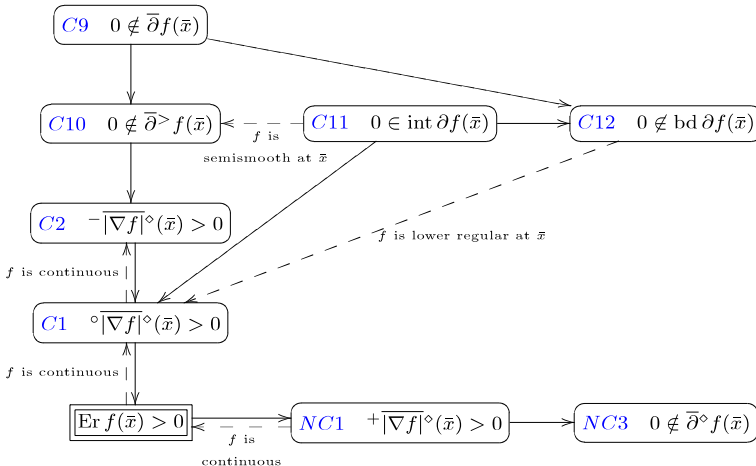 C9 0 ∉ ∂̅f(x̄)
C10 0 ∉ ∂̅^>f(x̄)
f is
semismooth at x̄
C11 0 ∈ int ∂f(x̄)
C12 0 ∉ bd ∂f(x̄)
C2 ⁻|∇f|̅^⋄(x̄) > 0
f is lower regular at x̄
f is continuous
C1 °|∇f|̅^⋄(x̄) > 0
f is continuous
Er f(x̄) > 0
f is
continuous
NC1 ⁺|∇f|̅^⋄(x̄) > 0
NC3 0 ∉ ∂̅^⋄f(x̄)